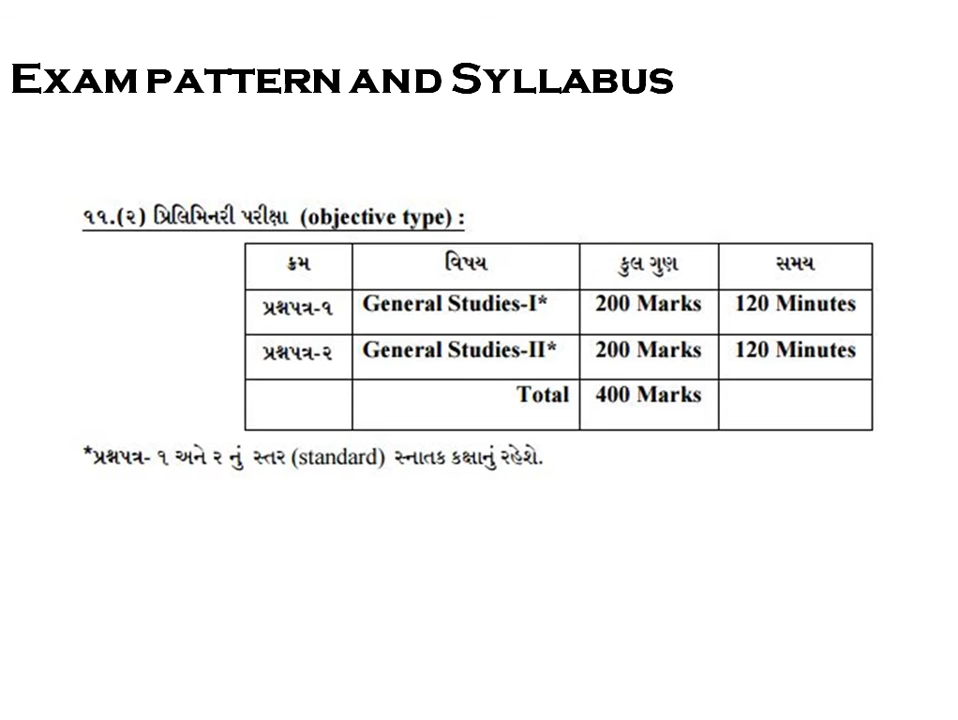 Exam pattern and Syllabus
૧૧.(૨) પ્રિલિમિનરી પરીક્ષા (objective type) :
ક્રમ વિષય કુલ ગુણ સમય
પ્રશ્નપત્ર-૧ General Studies-I* 200 Marks 120 Minutes
પ્રશ્નપત્ર-૨ General Studies-II* 200 Marks 120 Minutes
Total 400 Marks
*પ્રશ્નપત્ર- ૧ અને ૨ નું સ્તર (standard) સ્નાતક કક્ષાનું રહેશે.